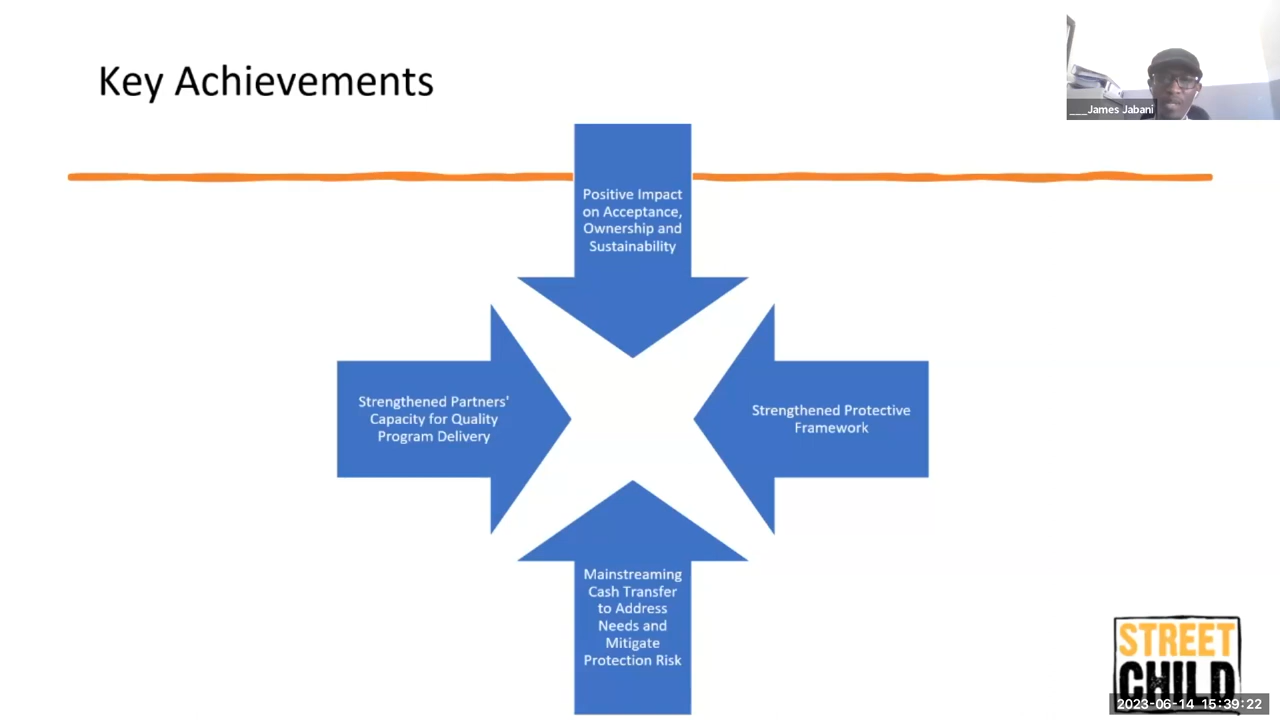 Key Achievements
___James Jabani
Positive Impact
on Acceptance,
Ownership and
Sustainability
Strengthened Partners'
Capacity for Quality
Program Delivery
Strengthened Protective
Framework
Mainstreaming
Cash Transfer
to Address
Needs and
Mitigate
Protection Risk
STREET
CHILD
2023-06-14 15:39:22